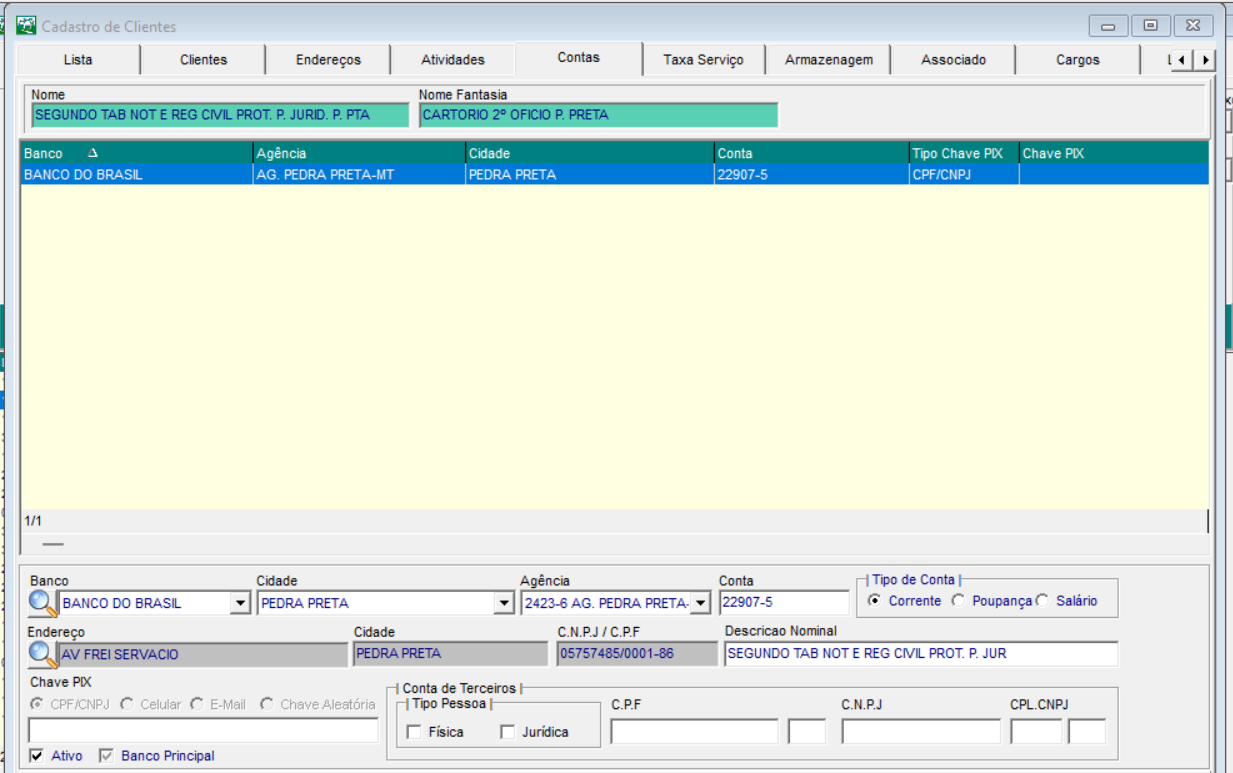 Cadastro de Clientes
Lista Clientes Endereços Atividades Contas Taxa Serviço Armazenagem Associado Cargos
Nome Nome Fantasia
SEGUNDO TAB NOT E REG CIVIL PROT. P. JURID. P. PTA CARTORIO 2º OFICIO P. PRETA
Banco Agência Cidade Conta Tipo Chave PIX Chave PIX
BANCO DO BRASIL AG. PEDRA PRETA-MT PEDRA PRETA 22907-5 CPF/CNPJ
1/1
Banco Cidade Agência Conta Tipo de Conta
BANCO DO BRASIL PEDRA PRETA 2423-6 AG. PEDRA PRETA- 22907-5 Corrente Poupança Salário
Endereço Cidade C.N.P.J / C.P.F Descricao Nominal
AV FREI SERVACIO PEDRA PRETA 05757485/0001-86 SEGUNDO TAB NOT E REG CIVIL PROT. P. JUR
Chave PIX Conta de Terceiros
CPF/CNPJ Celular E-Mail Chave Aleatória Tipo Pessoa C.P.F C.N.P.J CPL.CNPJ
Física Jurídica
Ativo Banco Principal